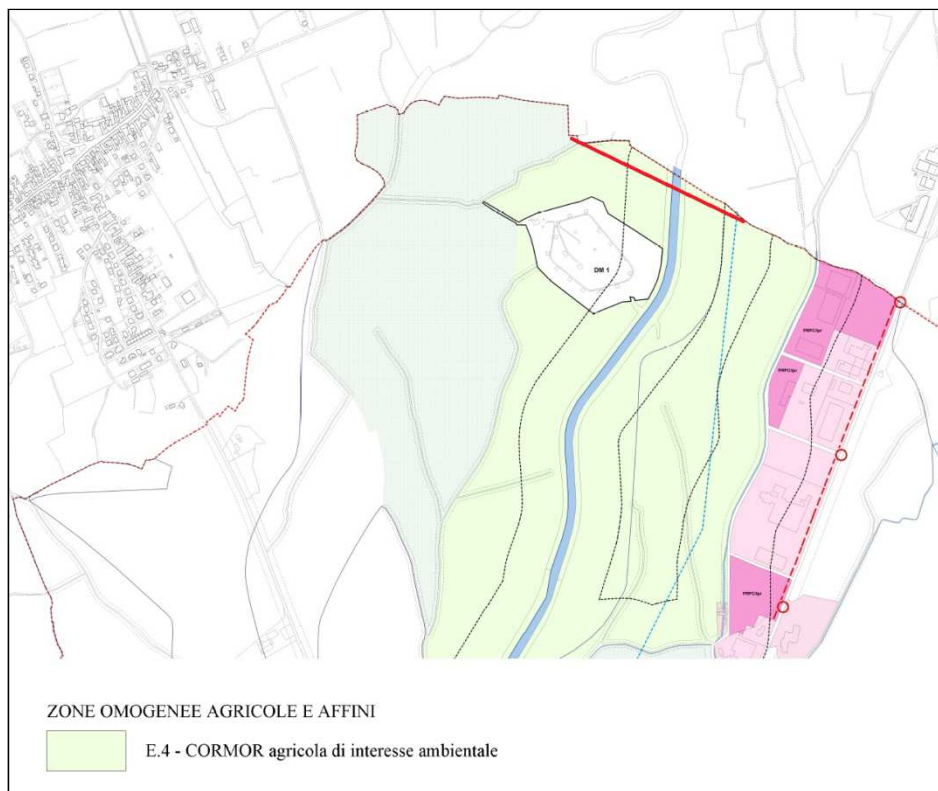 DM 1
ZONE OMOGENEE AGRICOLE E AFFINI
E.4 - CORMOR agricola di interesse ambientale